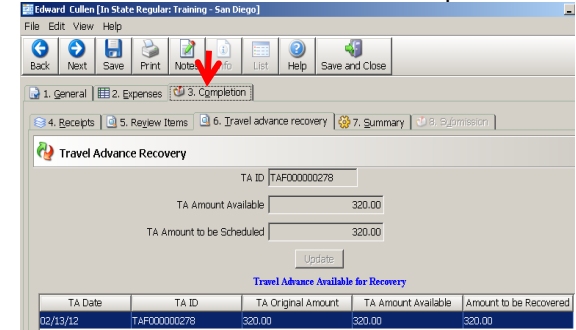 Edward Cullen [In State Regular: Training - San Diego]
File Edit View Help
Back Next Save Print Notes Info List Help Save and Close
1. General 2. Expenses 3. Completion
4. Receipts 5. Review Items 6. Travel advance recovery 7. Summary 8. Submission
Travel Advance Recovery
TA ID TAF000000278
TA Amount Available 320.00
TA Amount to be Scheduled 320.00
Update
Travel Advance Available for Recovery
TA Date TA ID TA Original Amount TA Amount Available Amount to be Recovered
02/13/12 TAF000000278 320.00 320.00 320.00